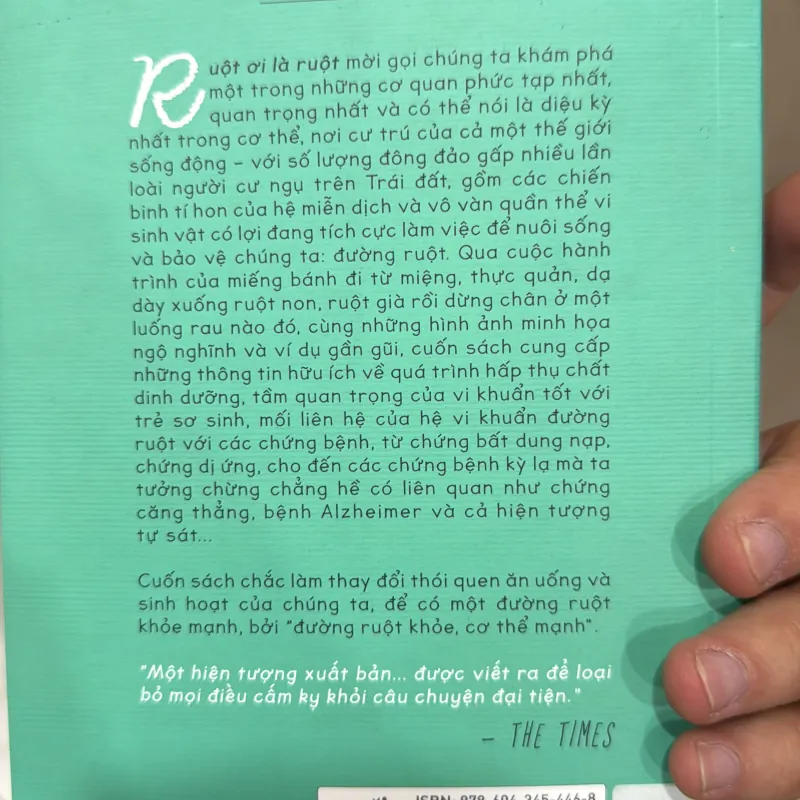 Ruột ơi là ruột mời gọi chúng ta khám phá
một trong những cơ quan phức tạp nhất,
quan trọng nhất và có thể nói là diệu kỳ
nhất trong cơ thể, nơi cư trú của cả một thế giới
sống động – với số lượng đông đảo gấp nhiều lần
loài người cư ngụ trên Trái đất, gồm các chiến
binh tí hon của hệ miễn dịch và vô vàn quần thể vi
sinh vật có lợi đang tích cực làm việc để nuôi sống
và bảo vệ chúng ta: đường ruột. Qua cuộc hành
trình của miếng bánh đi từ miệng, thực quản, dạ
dày xuống ruột non, ruột già rồi dừng chân ở một
luống rau nào đó, cùng những hình ảnh minh họa
ngộ nghĩnh và ví dụ gần gũi, cuốn sách cung cấp
những thông tin hữu ích về quá trình hấp thụ chất
dinh dưỡng, tầm quan trọng của vi khuẩn tốt với
trẻ sơ sinh, mối liên hệ của hệ vi khuẩn đường
ruột với các chứng bệnh, từ chứng bất dung nạp,
chứng dị ứng, cho đến các chứng bệnh kỳ lạ mà ta
tưởng chừng chẳng hề có liên quan như chứng
căng thẳng, bệnh Alzheimer và cả hiện tượng
tự sát...
Cuốn sách chắc làm thay đổi thói quen ăn uống và
sinh hoạt của chúng ta, để có một đường ruột
khỏe mạnh, bởi "đường ruột khỏe, cơ thể mạnh".
"Một hiện tượng xuất bản... được viết ra để loại
bỏ mọi điều cấm kỵ khỏi câu chuyện đại tiện."
– THE TIMES
ISBN: 978-604-345-446-8